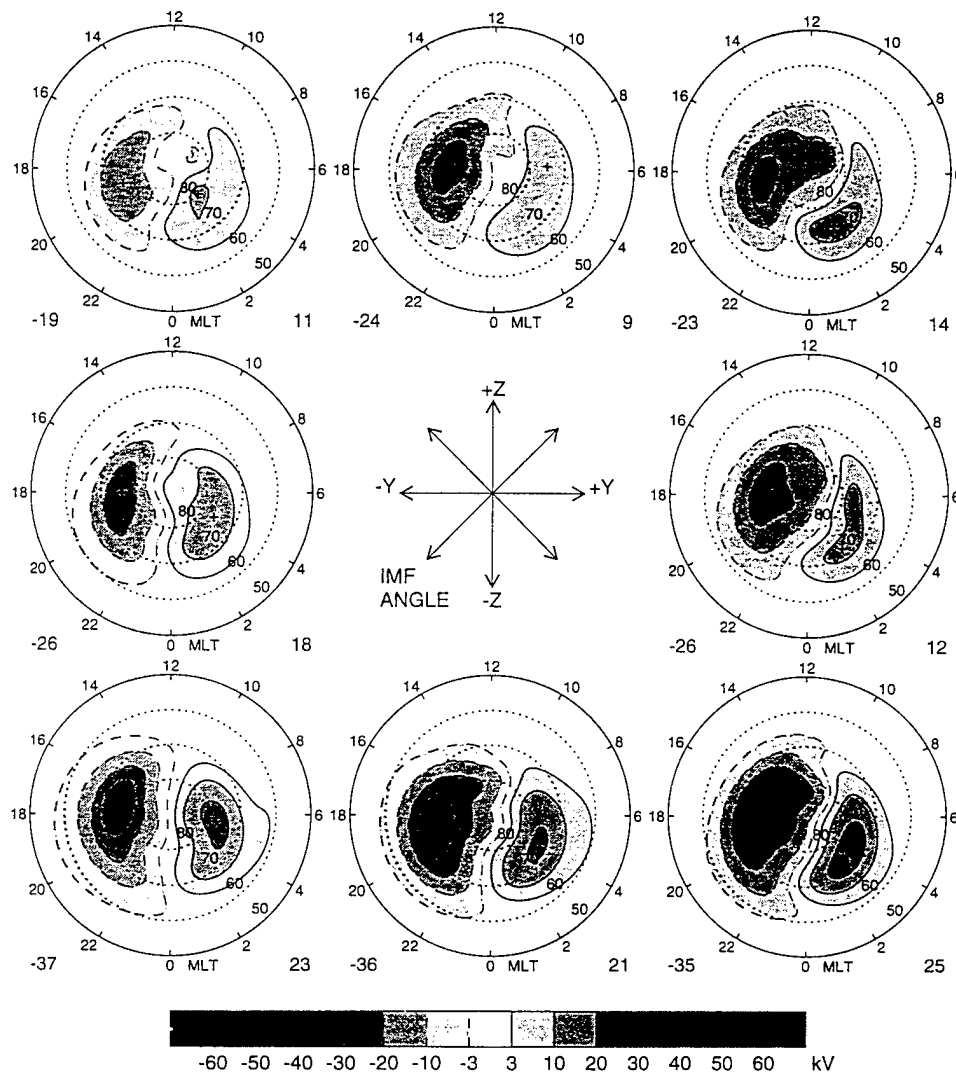 12 12 12
14 10 14 10 14 10
16 8 16 8 16 8
18 80 6 18 80 6 18 80 6
70 70
20 60 4 20 60 4 20 60 4
50 50 50
22 2 22 2 22 2
-19 0 MLT 11 -24 0 MLT 9 -23 0 MLT 14
12 12
14 10 +Z 14 10
16 8 16 8
18 80 6 -Y +Y 18 80 6
70
20 60 4 20 60 4
50 IMF 50
22 2 ANGLE -Z 22 2
-26 0 MLT 18 -26 0 MLT 12
12 12 12
14 10 14 10 14 10
16 8 16 8 16 8
18 80 6 18 80 6 18 80 6
70
20 60 4 20 60 4 20 60 4
50 50 50
22 2 22 2 22 2
-37 0 MLT 23 -36 0 MLT 21 -35 0 MLT 25
-60 -50 -40 -30 -20 -10 -3 3 10 20 30 40 50 60 kV